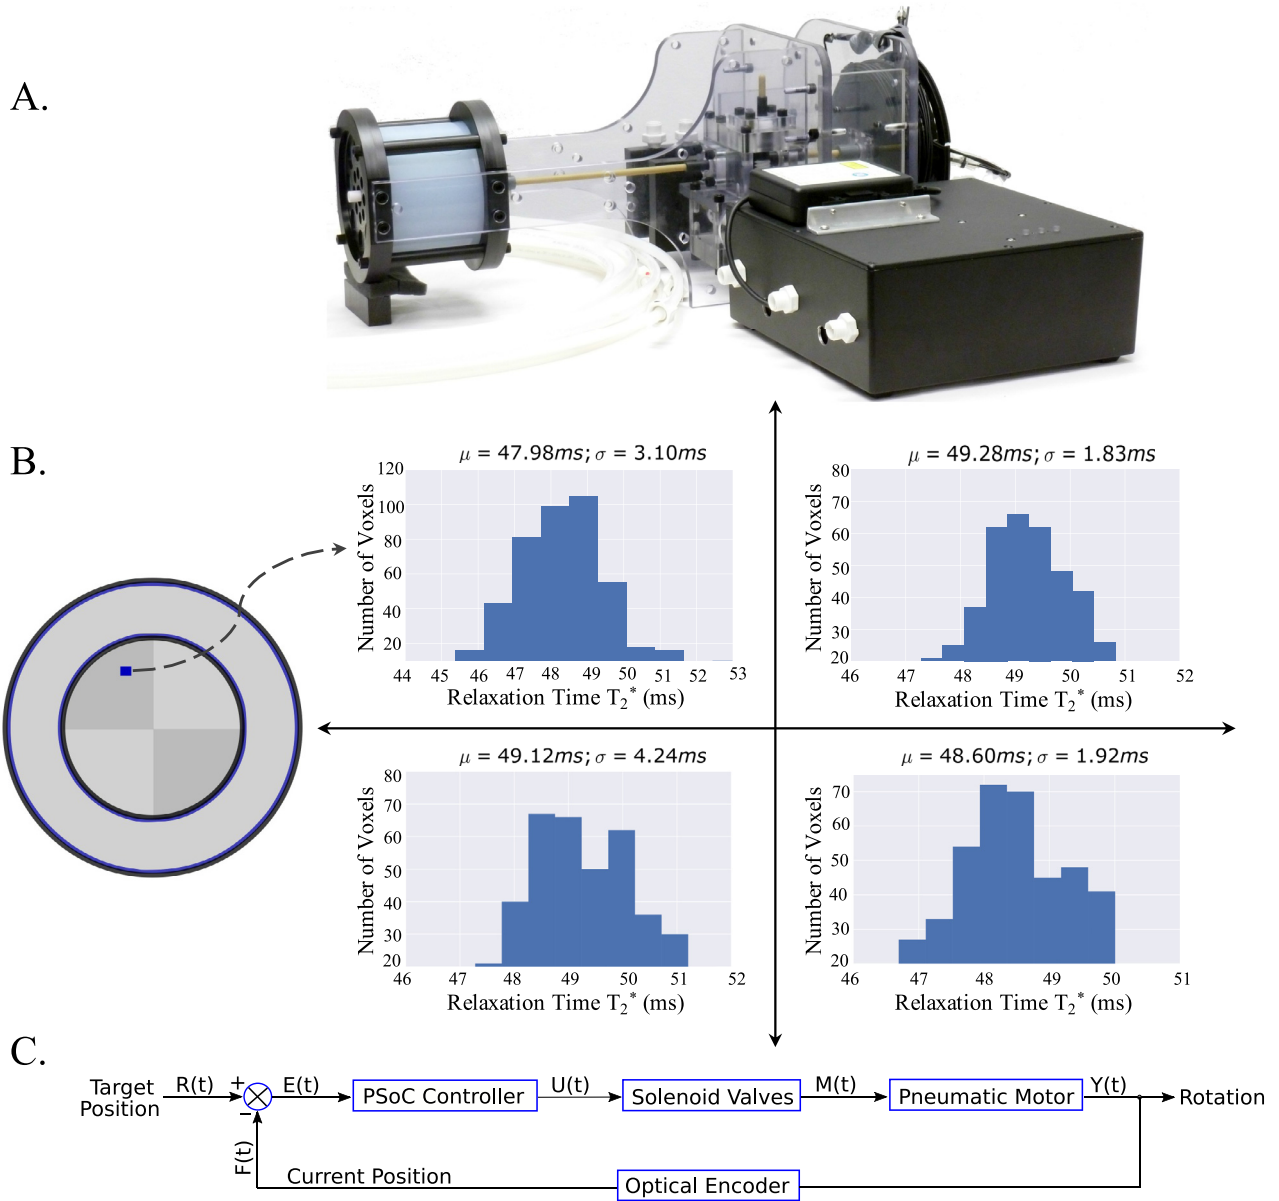 A.
B.
μ = 47.98ms; σ = 3.10ms
120
100
80
60
40
20
Number of Voxels
44 45 46 47 48 49 50 51 52 53
Relaxation Time T₂* (ms)
μ = 49.28ms; σ = 1.83ms
80
70
60
50
40
30
20
Number of Voxels
46 47 48 49 50 51 52
Relaxation Time T₂* (ms)
μ = 49.12ms; σ = 4.24ms
80
70
60
50
40
30
20
Number of Voxels
46 47 48 49 50 51 52
Relaxation Time T₂* (ms)
μ = 48.60ms; σ = 1.92ms
70
60
50
40
30
20
Number of Voxels
46 47 48 49 50 51
Relaxation Time T₂* (ms)
C.
Target
Position
R(t)
+
−
E(t)
PSoC Controller
U(t)
Solenoid Valves
M(t)
Pneumatic Motor
Y(t)
Rotation
F(t)
Current Position
Optical Encoder